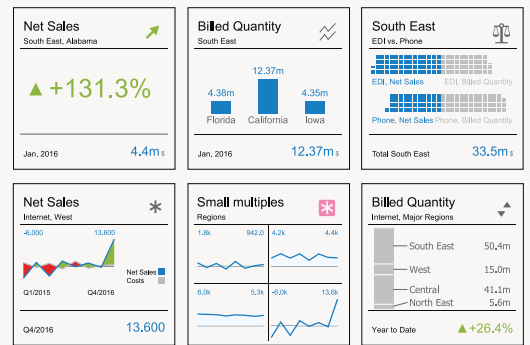 Net Sales
South East, Alabama
▲ +131.3%
Jan. 2016 4.4m $
Billed Quantity
South East
12.37m
4.38m 4.35m
Florida California Iowa
Jan. 2016 12.37m $
South East
EDI vs. Phone
EDI, Net Sales EDI, Billed Quantity
Phone, Net Sales Phone, Billed Quantity
Total South East 33.5m $
Net Sales
Internet, West
-6.000 13.600
Net Sales
Costs
Q1/2015 Q4/2016
Q4/2016 13.600
Small multiples
Regions
1.8k 942.0 4.2k 4.4k
6.0k 5.3k -6,0k 13,6k
Billed Quantity
Internet, Major Regions
South East 50.4m
West 15.0m
Central 41.1m
North East 5.6m
Year to Date ▲+26.4%